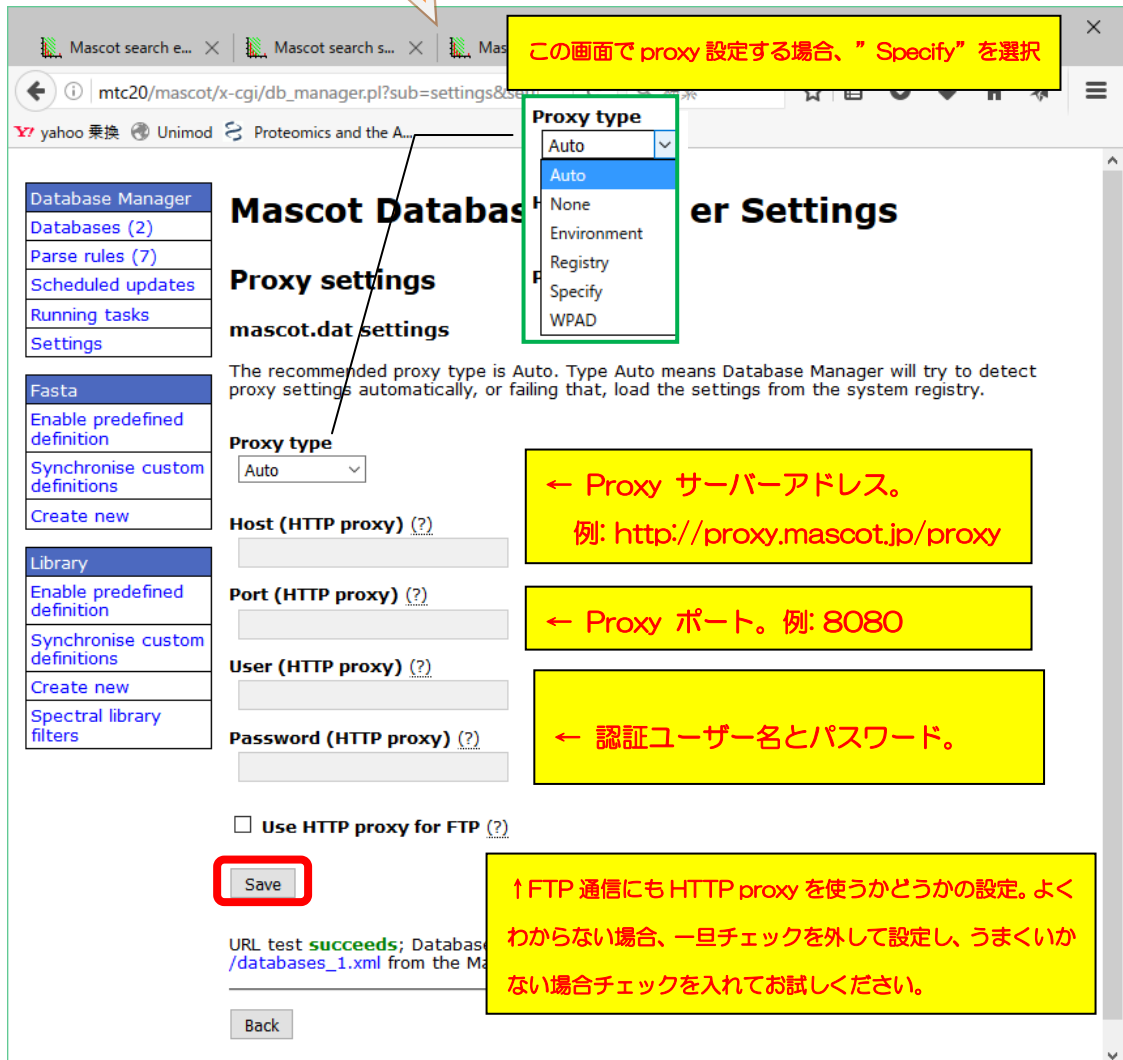 Mascot search e...
Mascot search s...
Mas
この画面で proxy 設定する場合、”Specify”を選択
mtc20/mascot/x-cgi/db_manager.pl?sub=settings&se
yahoo 乗換
Unimod
Proteomics and the A...
Proxy type
Auto
Auto
None
Environment
Registry
Specify
WPAD
Database Manager
Databases (2)
Parse rules (7)
Scheduled updates
Running tasks
Settings
Fasta
Enable predefined
definition
Synchronise custom
definitions
Create new
Library
Enable predefined
definition
Synchronise custom
definitions
Create new
Spectral library
filters
Mascot Databas er Settings
Proxy settings
mascot.dat settings
The recommended proxy type is Auto. Type Auto means Database Manager will try to detect
proxy settings automatically, or failing that, load the settings from the system registry.
Proxy type
Auto
← Proxy サーバーアドレス。
例: http://proxy.mascot.jp/proxy
Host (HTTP proxy) (?)
Port (HTTP proxy) (?)
← Proxy ポート。例: 8080
User (HTTP proxy) (?)
Password (HTTP proxy) (?)
← 認証ユーザー名とパスワード。
Use HTTP proxy for FTP (?)
Save
↑FTP 通信にも HTTP proxy を使うかどうかの設定。よく
わからない場合、一旦チェックを外して設定し、うまくいか
ない場合チェックを入れてお試しください。
URL test succeeds; Database
/databases_1.xml from the Ma
Back